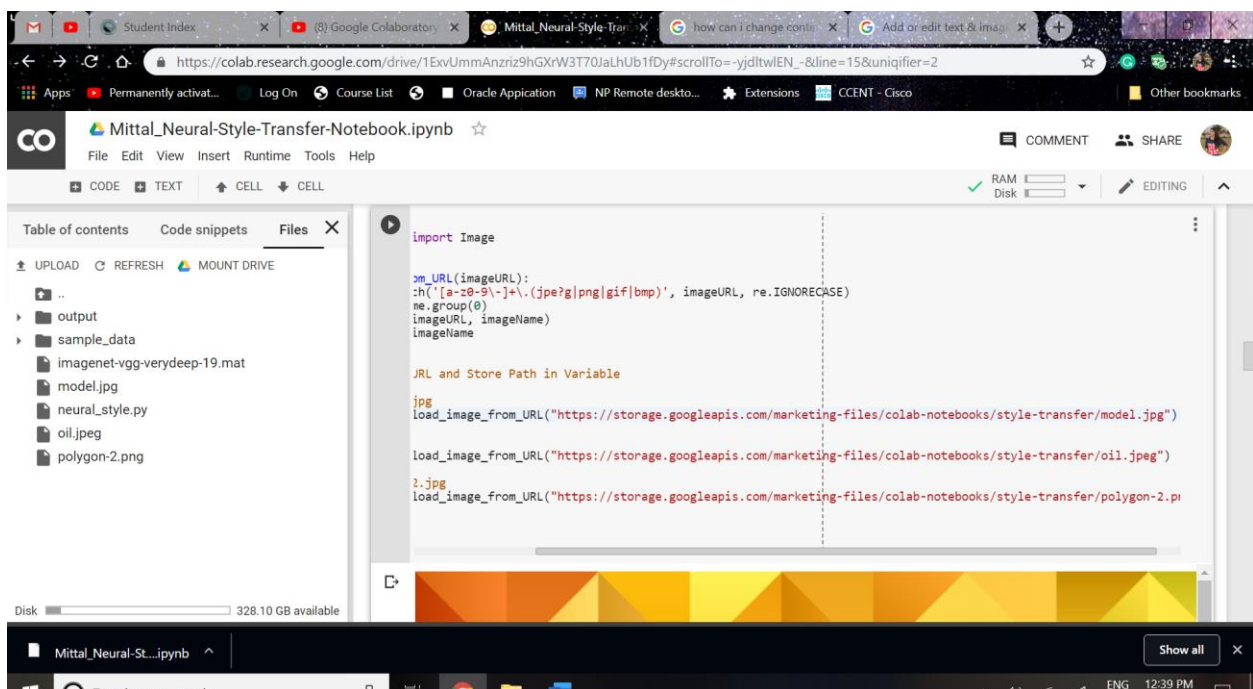 Student Index
(8) Google Colaboratory
Mittal_Neural-Style-Tran
how can i change conte
Add or edit text & imag
https://colab.research.google.com/drive/1ExvUmmAnzriz9hGXrW3T70JaLhUb1fDy#scrollTo=-yjdltwlEN_-&line=15&uniqifier=2
Apps Permanently activat... Log On Course List Oracle Appication NP Remote deskto... Extensions CCENT - Cisco Other bookmarks
CO Mittal_Neural-Style-Transfer-Notebook.ipynb
COMMENT SHARE
File Edit View Insert Runtime Tools Help
CODE TEXT CELL CELL
RAM
Disk
EDITING
Table of contents Code snippets Files
UPLOAD REFRESH MOUNT DRIVE
..
output
sample_data
imagenet-vgg-verydeep-19.mat
model.jpg
neural_style.py
oil.jpeg
polygon-2.png
Disk 328.10 GB available
import Image
om_URL(imageURL):
ch('[a-z0-9\-]+\.(jpe?g|png|gif|bmp)', imageURL, re.IGNORECASE)
me.group(0)
imageURL, imageName)
imageName
URL and Store Path in Variable
jpg
load_image_from_URL("https://storage.googleapis.com/marketing-files/colab-notebooks/style-transfer/model.jpg")
load_image_from_URL("https://storage.googleapis.com/marketing-files/colab-notebooks/style-transfer/oil.jpeg")
2.jpg
load_image_from_URL("https://storage.googleapis.com/marketing-files/colab-notebooks/style-transfer/polygon-2.pn
Mittal_Neural-St....ipynb
Show all
ENG 12:39 PM